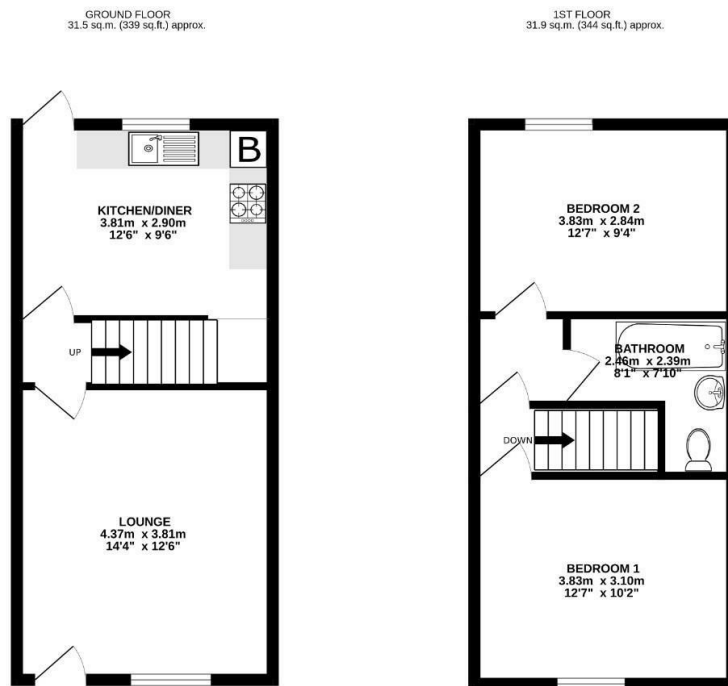 GROUND FLOOR
31.5 sq.m. (339 sq.ft.) approx.
1ST FLOOR
31.9 sq.m. (344 sq.ft.) approx.
B
KITCHEN/DINER
3.81m x 2.90m
12'6" x 9'6"
UP
LOUNGE
4.37m x 3.81m
14'4" x 12'6"
BEDROOM 2
3.83m x 2.84m
12'7" x 9'4"
BATHROOM
2.46m x 2.39m
8'1" x 7'10"
DOWN
BEDROOM 1
3.83m x 3.10m
12'7" x 10'2"